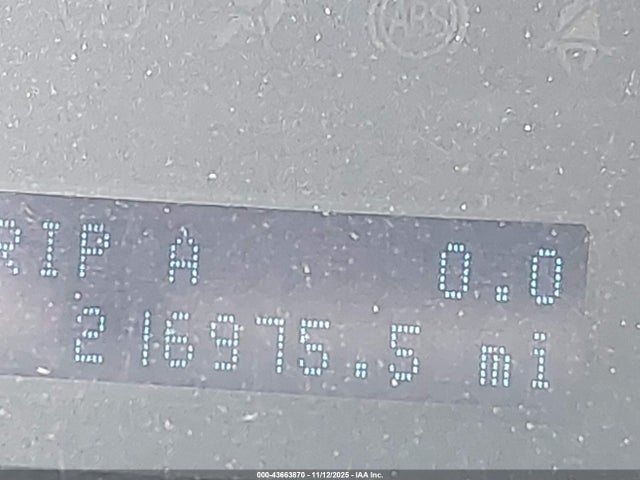 ABS
RIP A 0.0
216975.5 mi
000-43663870 - 11/12/2025 - IAA Inc.